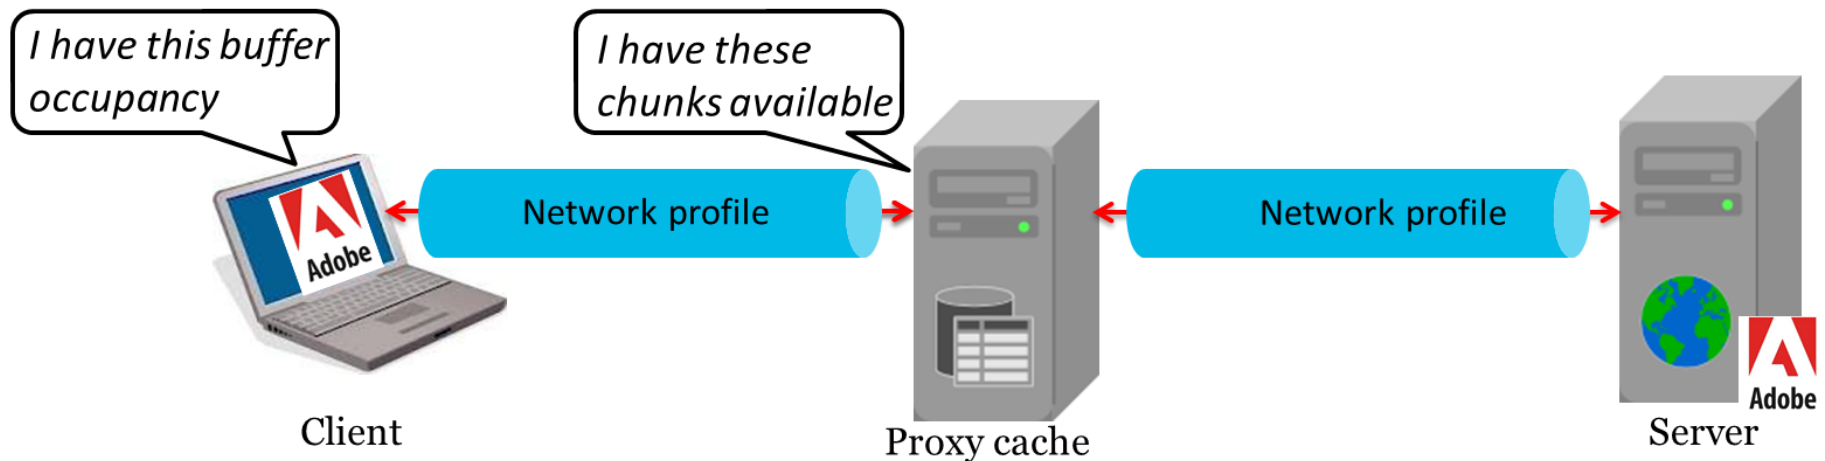 I have this buffer
occupancy
I have these
chunks available
Network profile
Network profile
Adobe
Adobe
Client
Proxy cache
Server